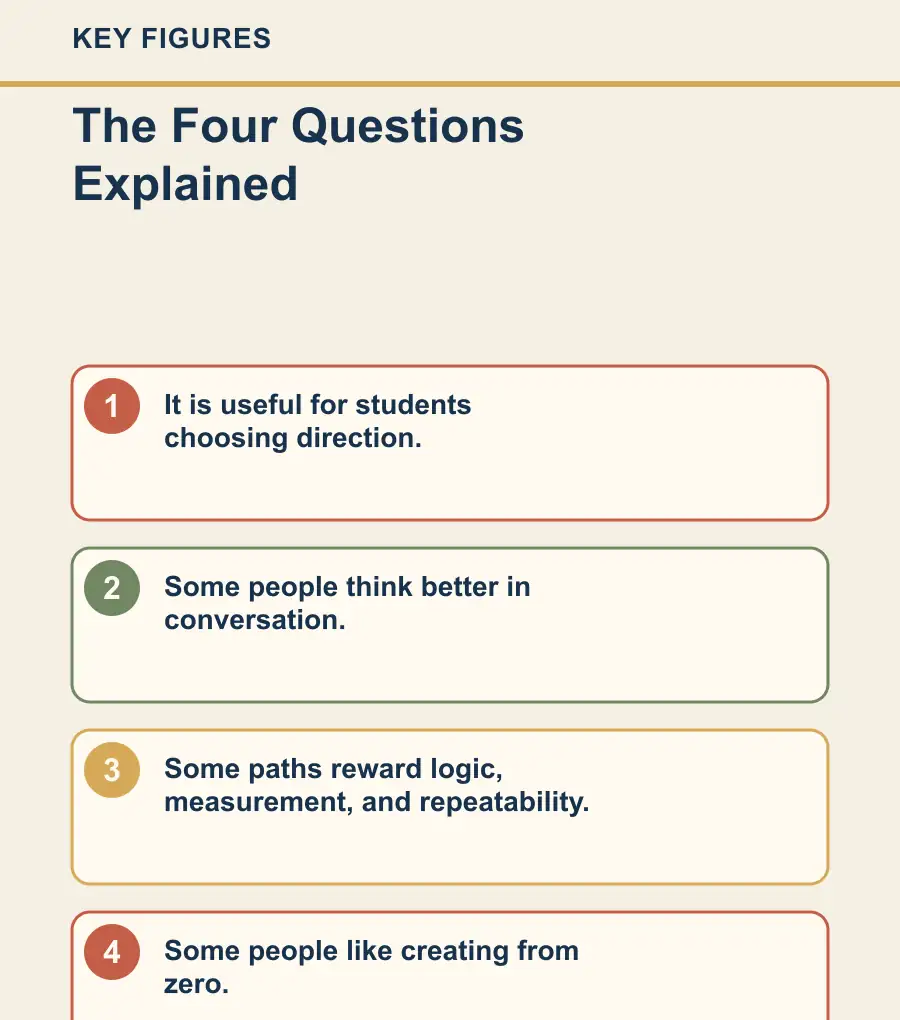 KEY FIGURES
The Four Questions
Explained
1
It is useful for students
choosing direction.
2
Some people think better in
conversation.
3
Some paths reward logic,
measurement, and repeatability.
4
Some people like creating from
zero.